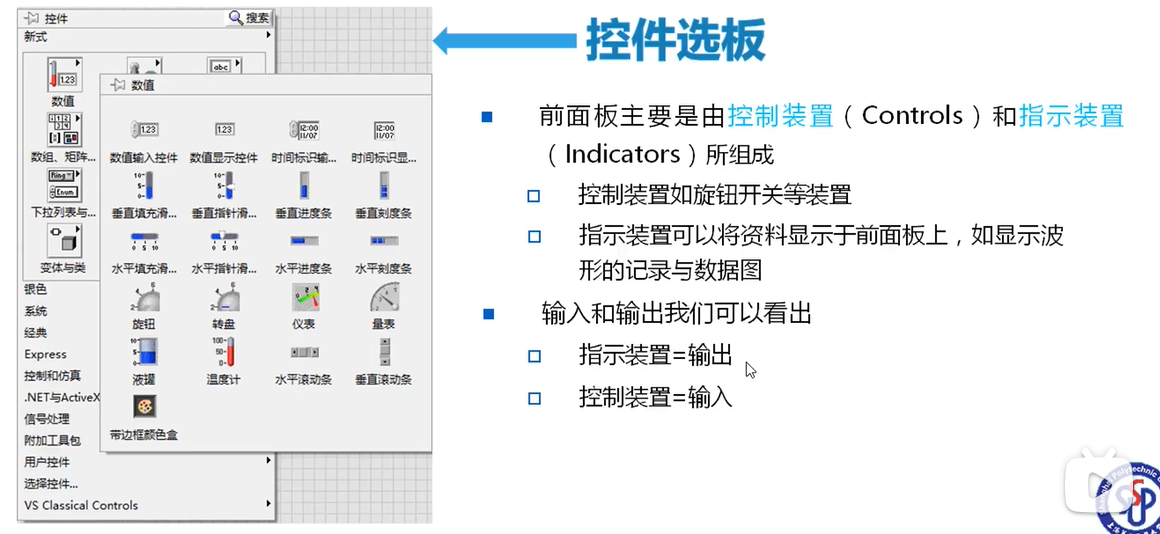 控件 搜索
新式
数值
数组、矩阵...
下拉列表与...
变体与类
银色
系统
经典
Express
控制和仿真
.NET与ActiveX
信号处理
附加工具包
用户控件
选择控件...
VS Classical Controls
数值
数值输入控件 数值显示控件 时间标识输... 时间标识显...
垂直填充滑... 垂直指针滑... 垂直进度条 垂直刻度条
水平填充滑... 水平指针滑... 水平进度条 水平刻度条
旋钮 转盘 仪表 量表
液罐 温度计 水平滚动条 垂直滚动条
带边框颜色盒
控件选板
前面板主要是由控制装置（Controls）和指示装置
（Indicators）所组成
控制装置如旋钮开关等装置
指示装置可以将资料显示于前面板上，如显示波
形的记录与数据图
输入和输出我们可以看出
指示装置=输出
控制装置=输入